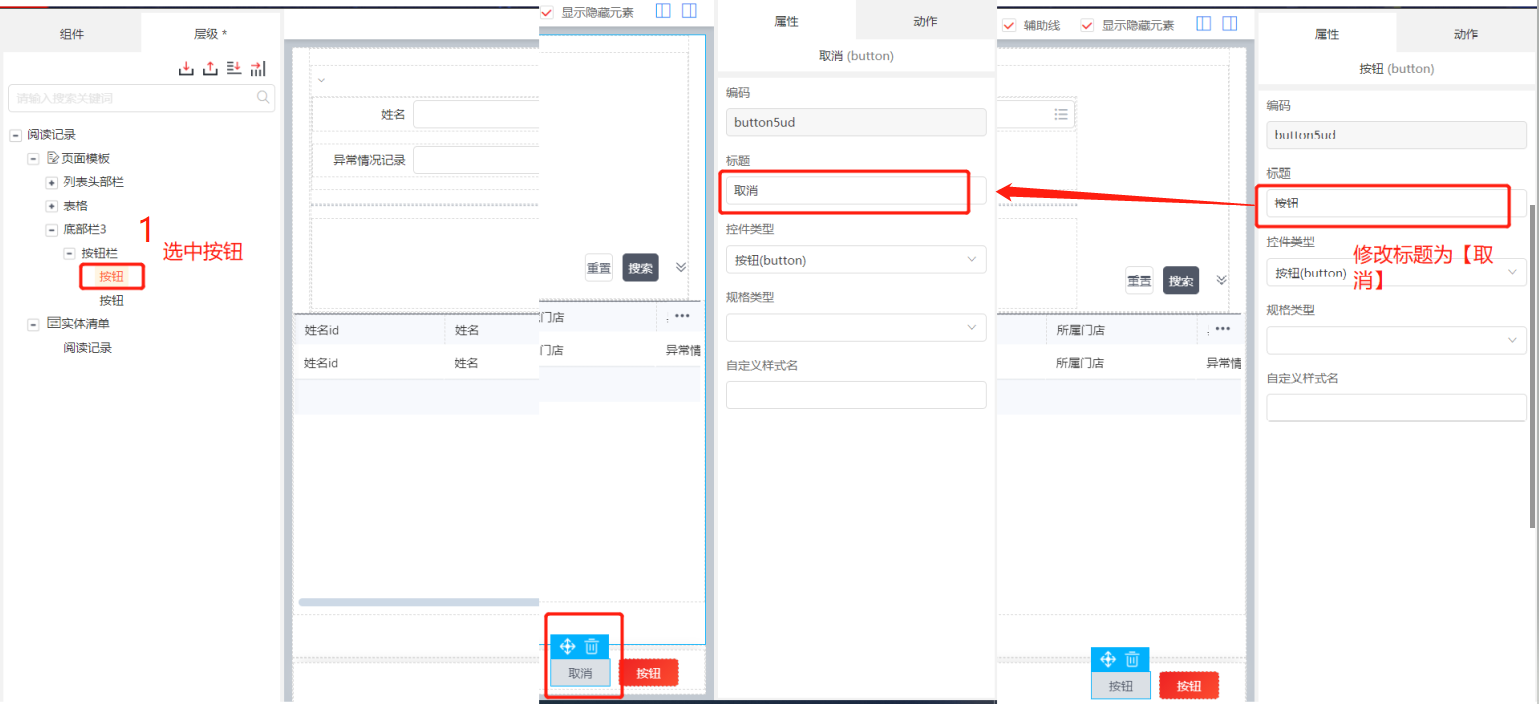 组件
层级 *
请输入搜索关键词
阅读记录
页面模板
列表头部栏
表格
底部栏3
按钮栏
按钮
按钮
实体清单
阅读记录
1
选中按钮
姓名
异常情况记录
姓名id
姓名
姓名id
姓名
显示隐藏元素
重置
搜索
门店
门店
异常情
取消
按钮
属性
动作
取消 (button)
编码
button5ud
标题
取消
控件类型
按钮(button)
规格类型
自定义样式名
辅助线
显示隐藏元素
重置
搜索
所属门店
所属门店
异常情
按钮
按钮
属性
动作
按钮 (button)
编码
button5ud
标题
按钮
控件类型
按钮(button)
修改标题为【取
消】
规格类型
自定义样式名